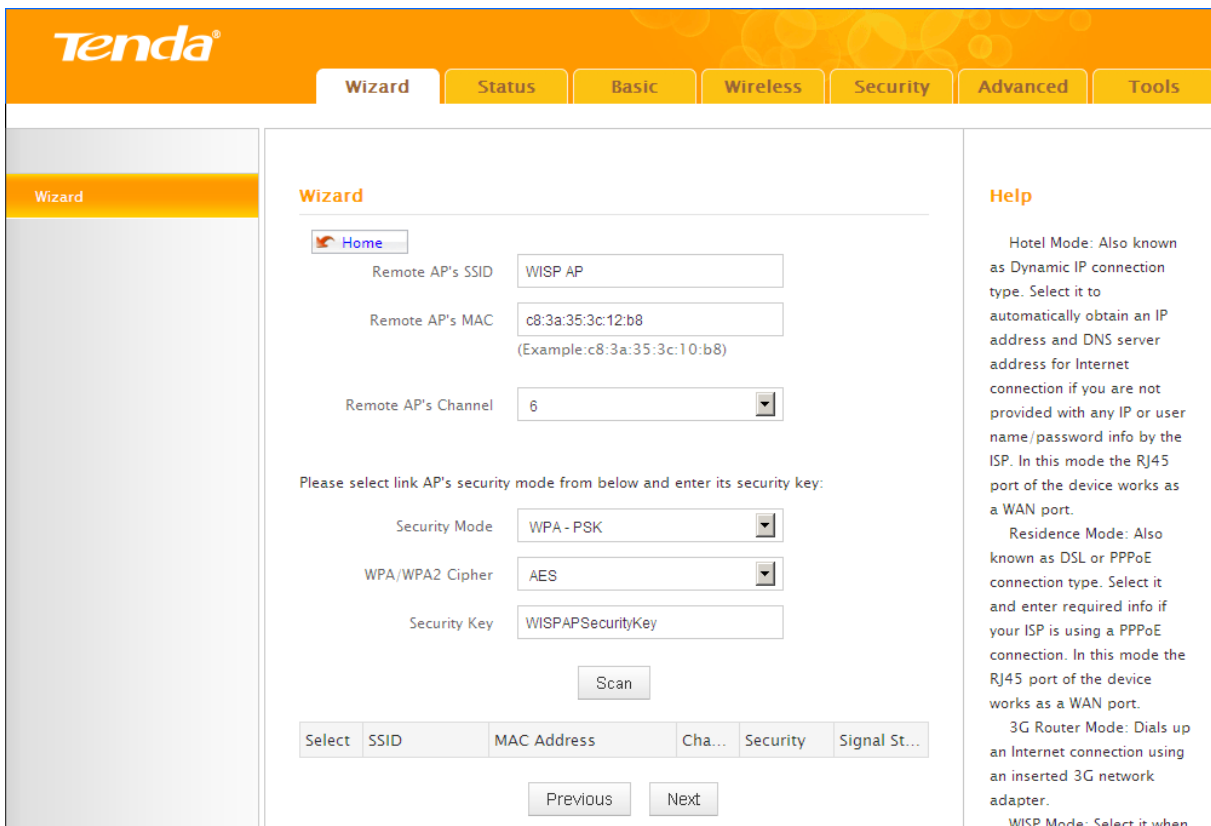 Tenda®
Wizard Status Basic Wireless Security Advanced Tools
Wizard
Wizard
Home
Remote AP's SSID WISP AP
Remote AP's MAC c8:3a:35:3c:12:b8
(Example:c8:3a:35:3c:10:b8)
Remote AP's Channel 6
Please select link AP's security mode from below and enter its security key:
Security Mode WPA - PSK
WPA/WPA2 Cipher AES
Security Key WISPAPSecurityKey
Scan
Select SSID MAC Address Cha... Security Signal St...
Previous Next
Help
Hotel Mode: Also known
as Dynamic IP connection
type. Select it to
automatically obtain an IP
address and DNS server
address for Internet
connection if you are not
provided with any IP or user
name/password info by the
ISP. In this mode the RJ45
port of the device works as
a WAN port.
Residence Mode: Also
known as DSL or PPPoE
connection type. Select it
and enter required info if
your ISP is using a PPPoE
connection. In this mode the
RJ45 port of the device
works as a WAN port.
3G Router Mode: Dials up
an Internet connection using
an inserted 3G network
adapter.
WISP Mode: Select it when